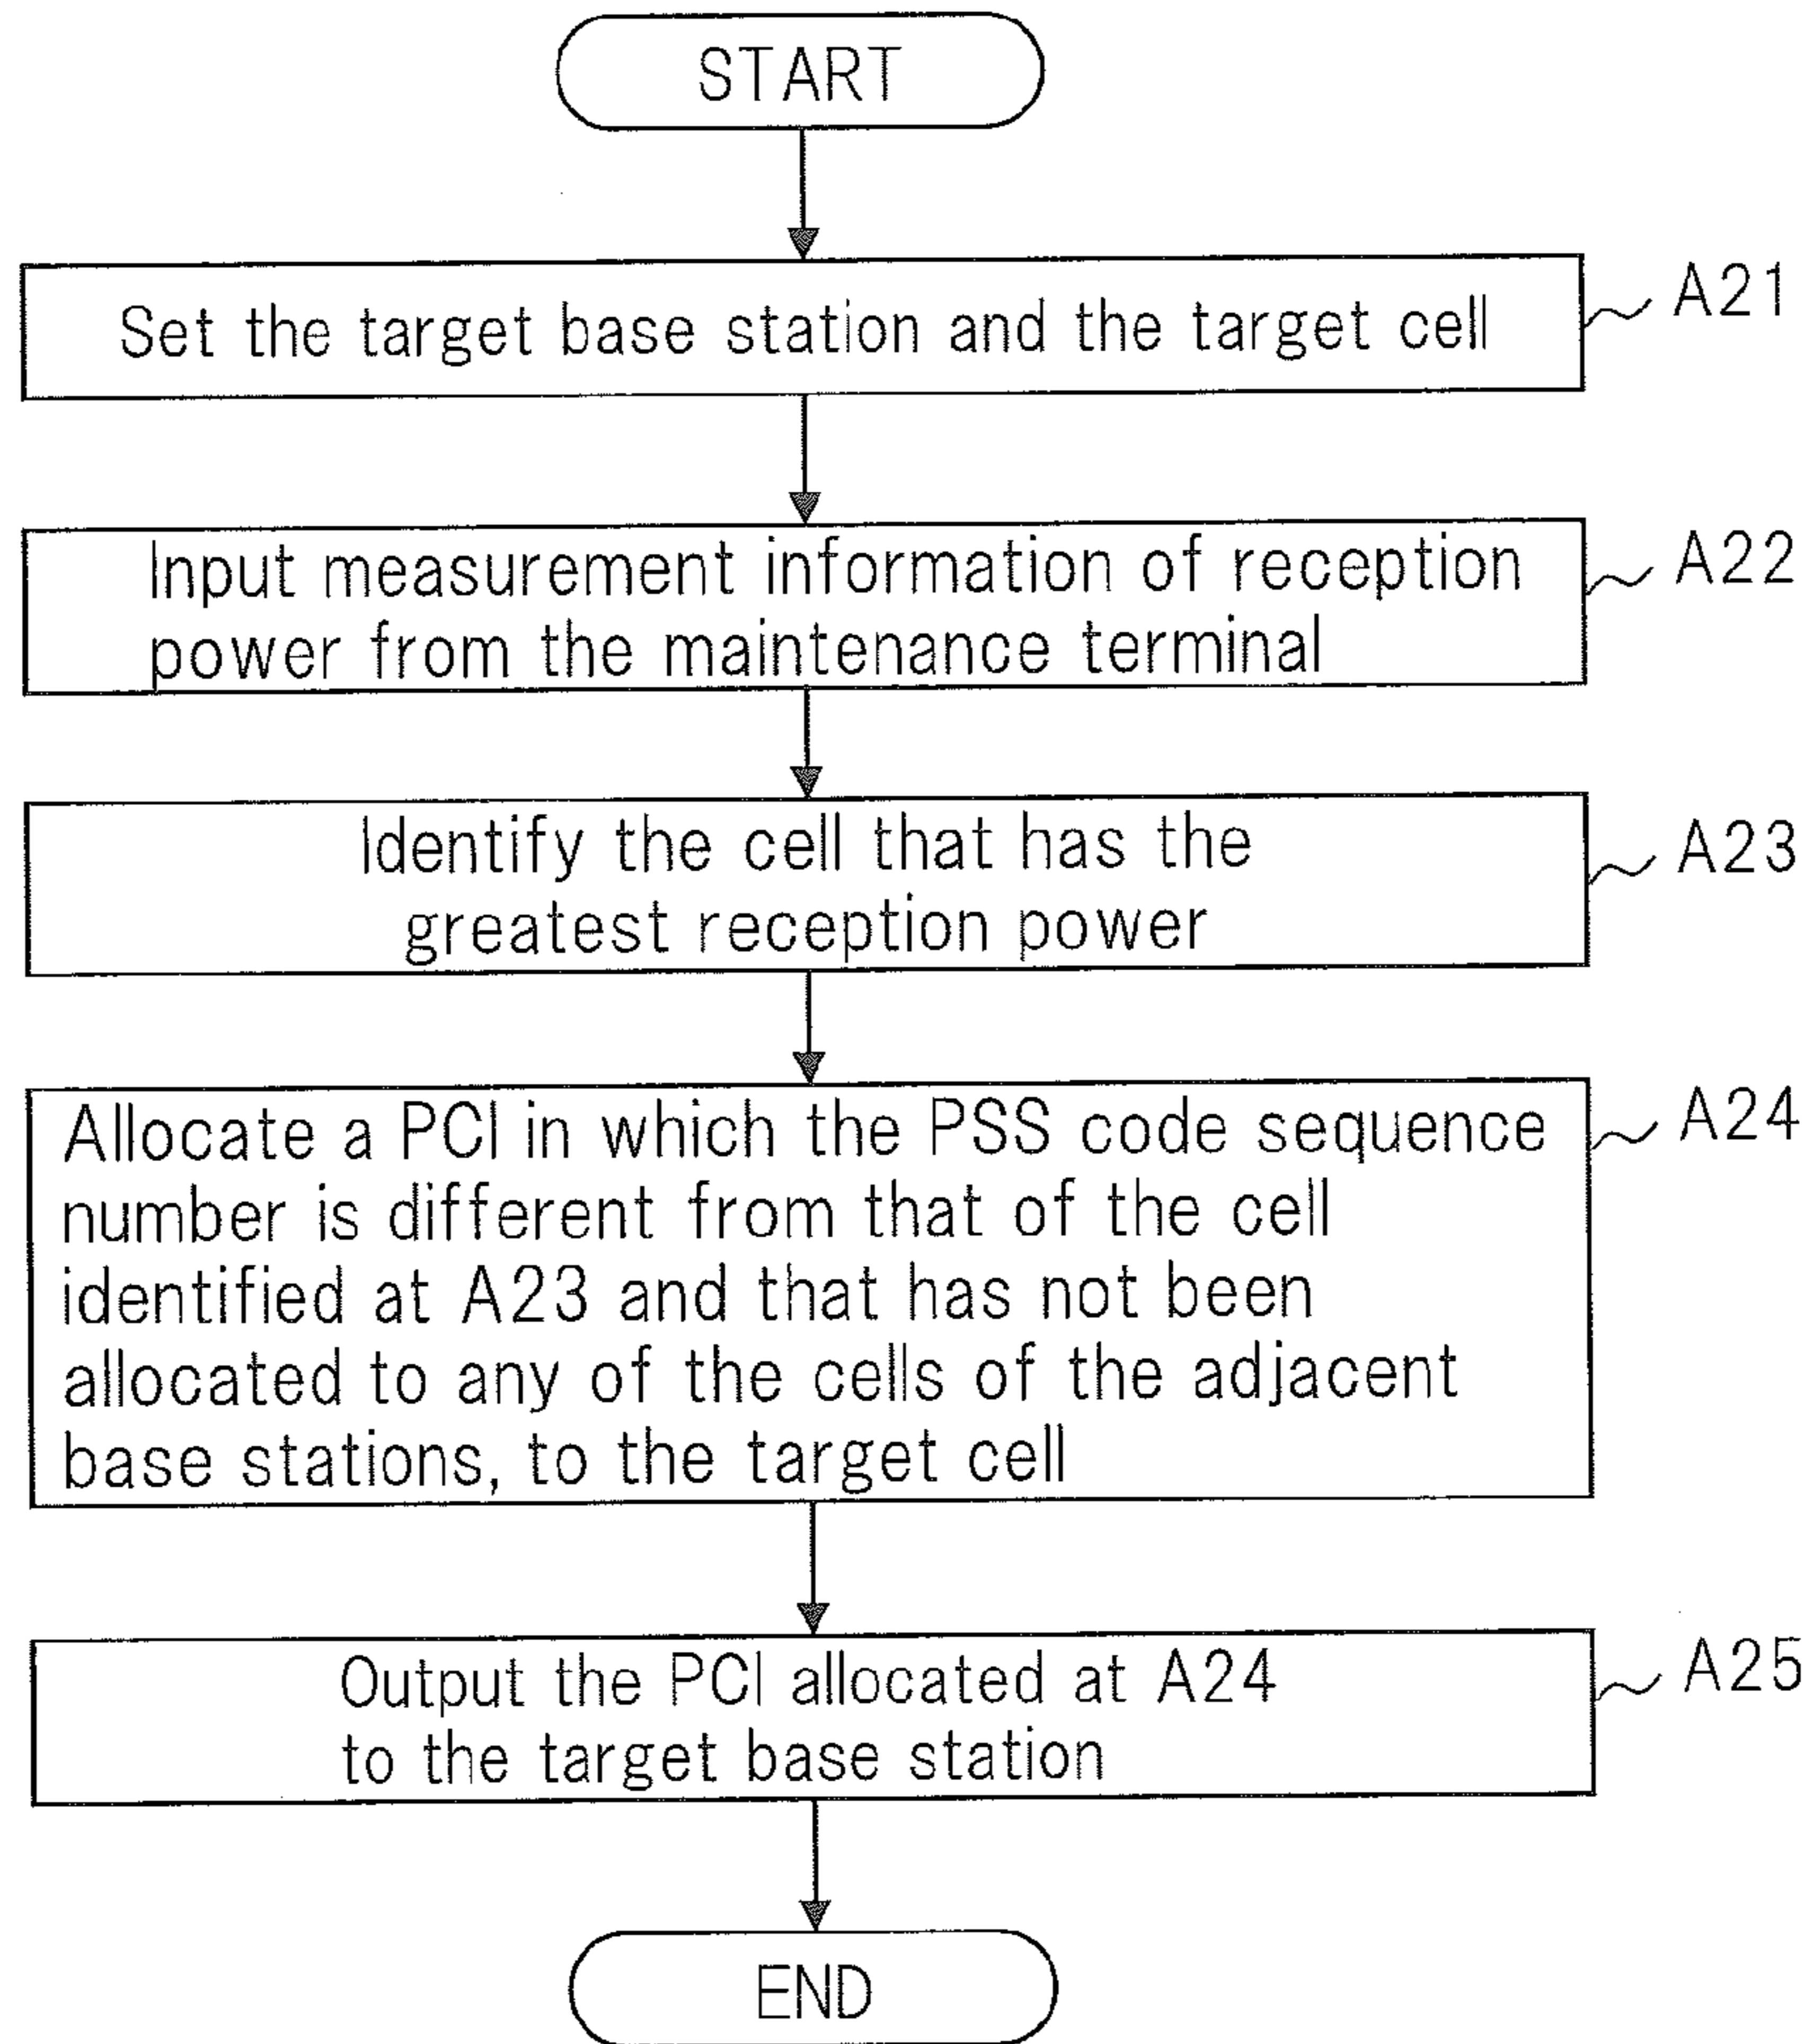 START
Set the target base station and the target cell
A21
Input measurement information of reception
power from the maintenance terminal
A22
Identify the cell that has the
greatest reception power
A23
Allocate a PCI in which the PSS code sequence
number is different from that of the cell
identified at A23 and that has not been
allocated to any of the cells of the adjacent
base stations, to the target cell
A24
Output the PCI allocated at A24
to the target base station
A25
END